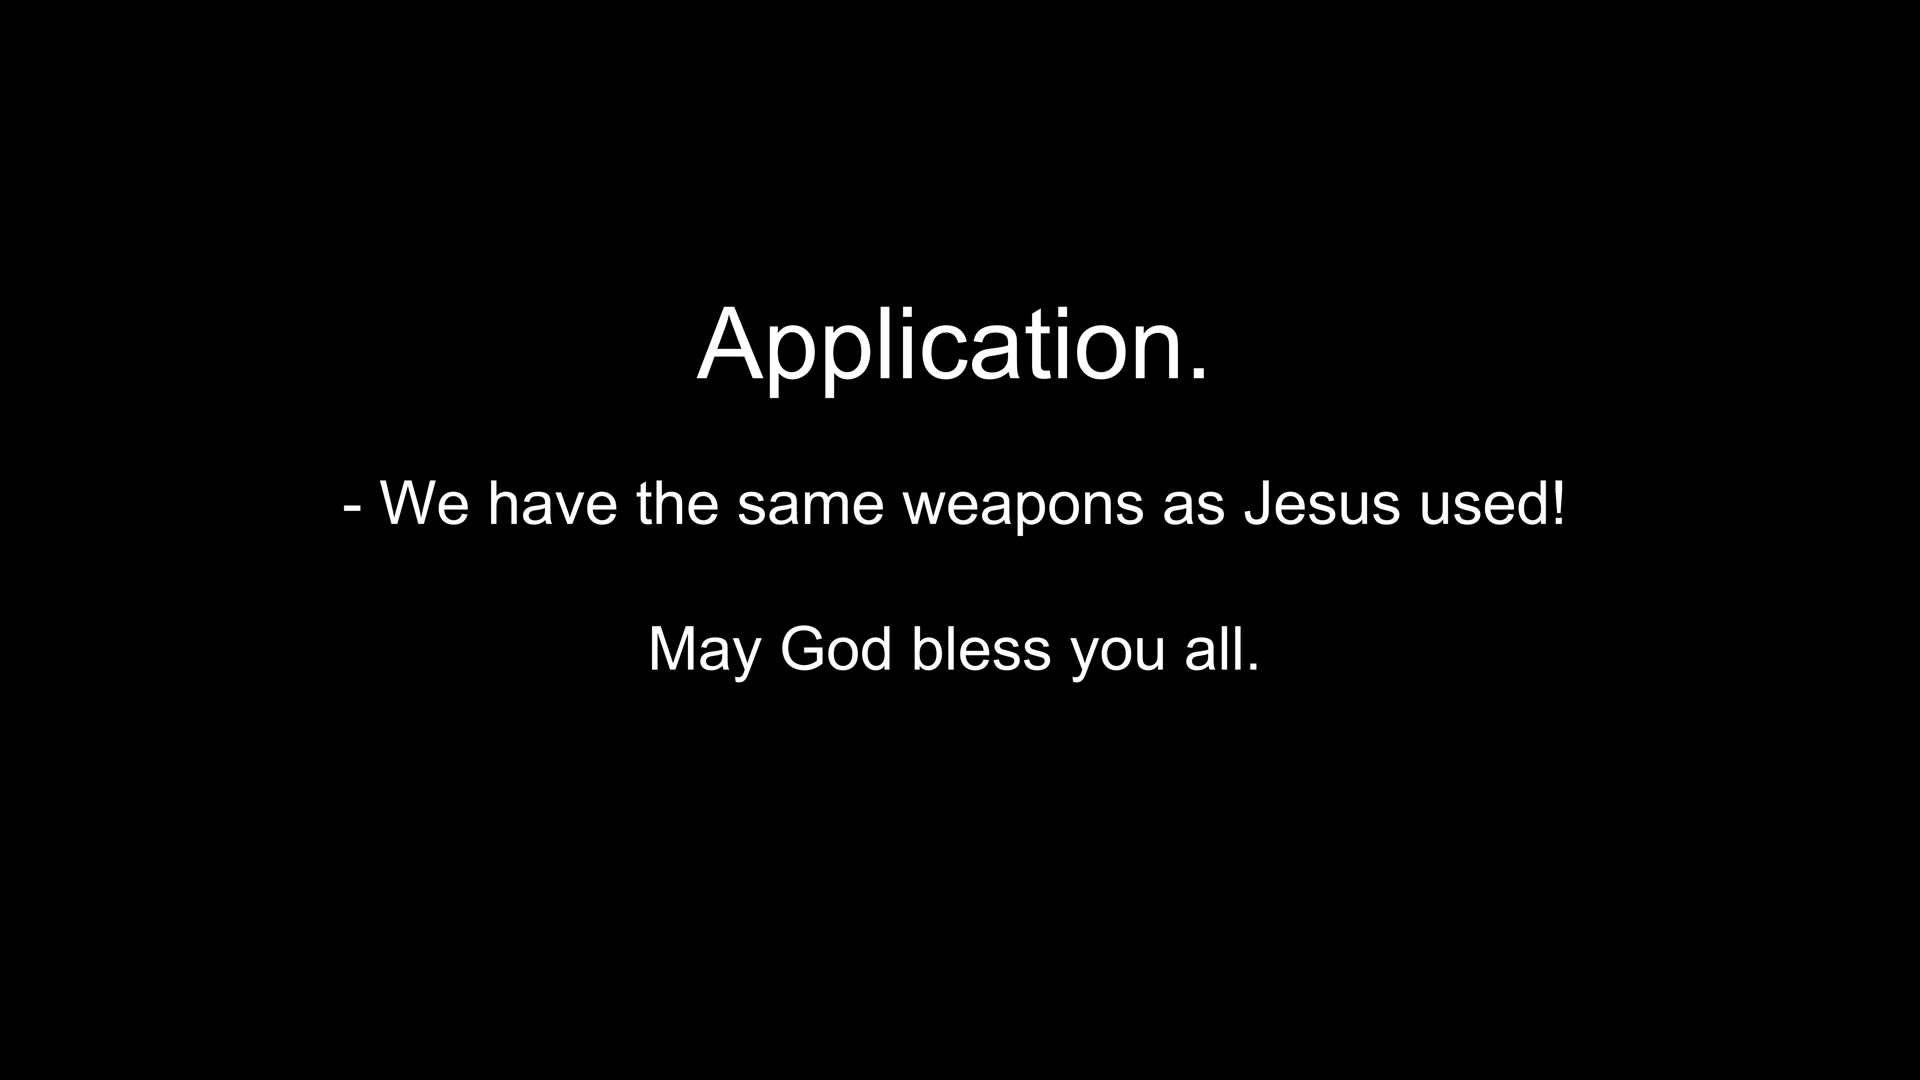 Application.
- We have the same weapons as Jesus used!
May God bless you all.